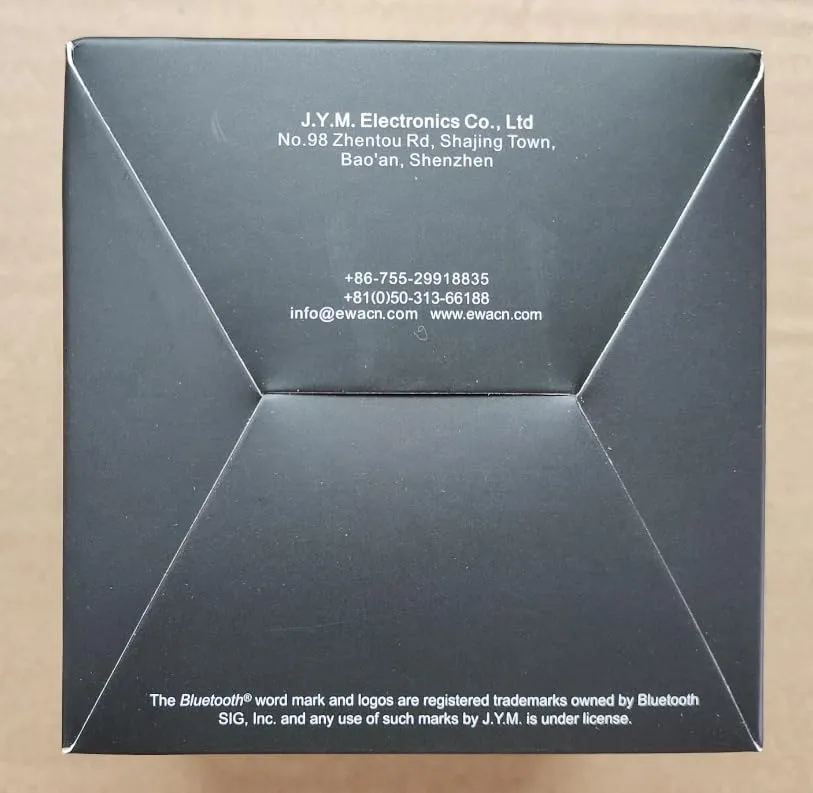 J.Y.M. Electronics Co., Ltd
No.98 Zhentou Rd, Shajing Town,
Bao'an, Shenzhen
+86-755-29918835
+81(0)50-313-66188
info@ewacn.com www.ewacn.com
The Bluetooth® word mark and logos are registered trademarks owned by Bluetooth
SIG, Inc. and any use of such marks by J.Y.M. is under license.